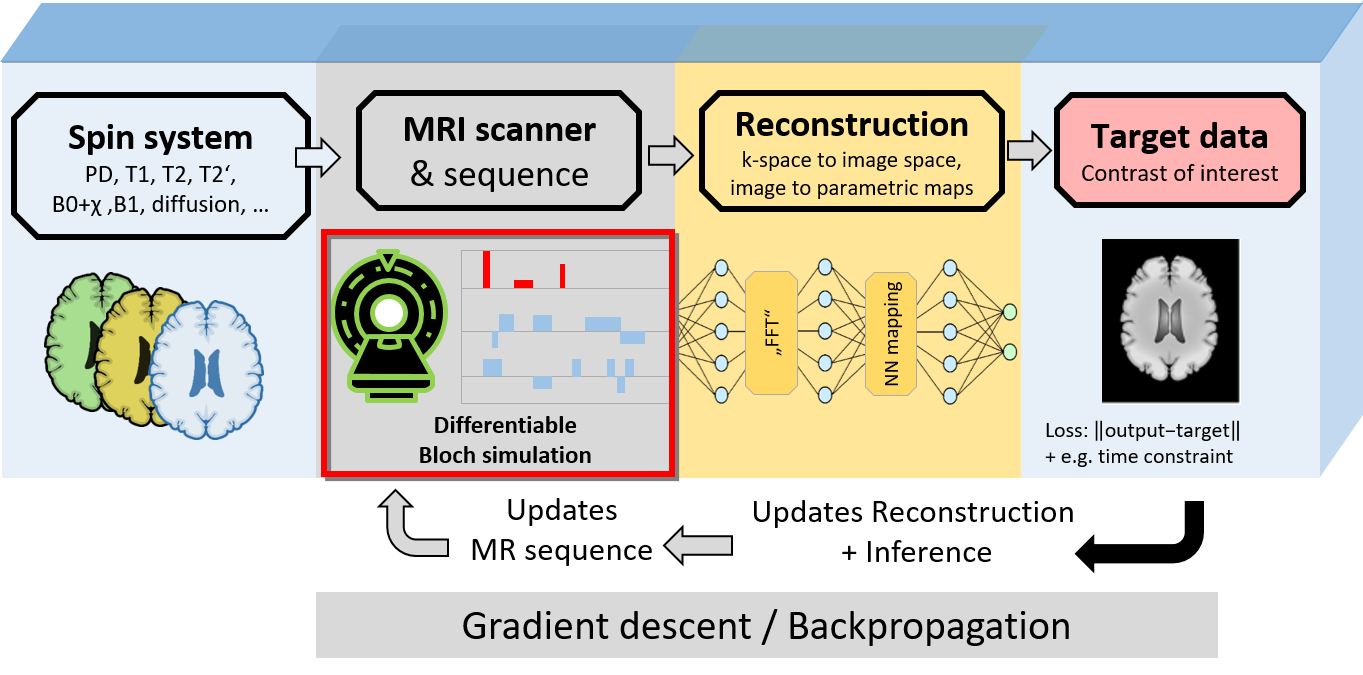 Spin system
PD, T1, T2, T2‘,
B0+χ ,B1, diffusion, ...
MRI scanner
& sequence
Reconstruction
k-space to image space,
image to parametric maps
Target data
Contrast of interest
„FFT“
NN mapping
Differentiable
Bloch simulation
Loss: ‖output–target‖
+ e.g. time constraint
Updates
MR sequence
Updates Reconstruction
+ Inference
Gradient descent / Backpropagation